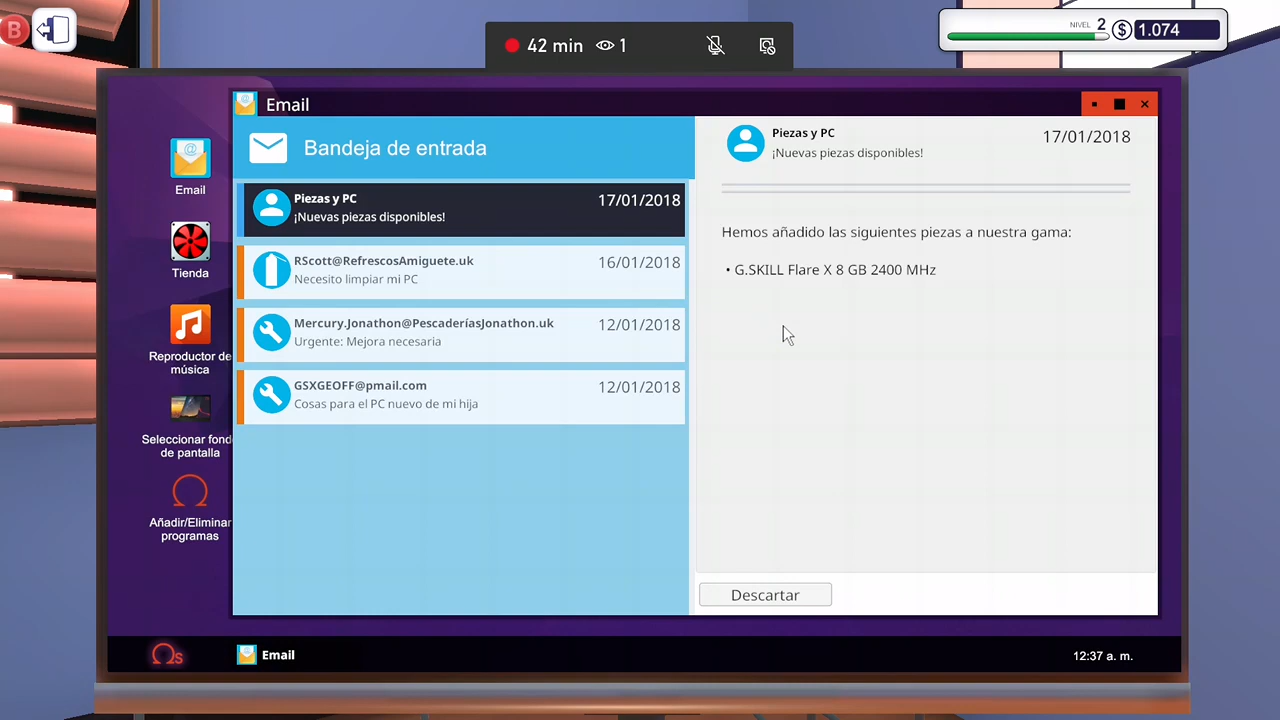 B
42 min
1
NIVEL 2
$ 1.074
Email
Bandeja de entrada
Piezas y PC
¡Nuevas piezas disponibles!
17/01/2018
RScott@RefrescosAmiguete.uk
Necesito limpiar mi PC
16/01/2018
Mercury.Jonathon@PescaderíasJonathon.uk
Urgente: Mejora necesaria
12/01/2018
GSXGEOFF@pmail.com
Cosas para el PC nuevo de mi hija
12/01/2018
Piezas y PC
¡Nuevas piezas disponibles!
17/01/2018
Hemos añadido las siguientes piezas a nuestra gama:
• G.SKILL Flare X 8 GB 2400 MHz
Descartar
Email
Tienda
Reproductor de
música
Seleccionar fond
de pantalla
Añadir/Eliminar
programas
Ωs
Email
12:37 a. m.